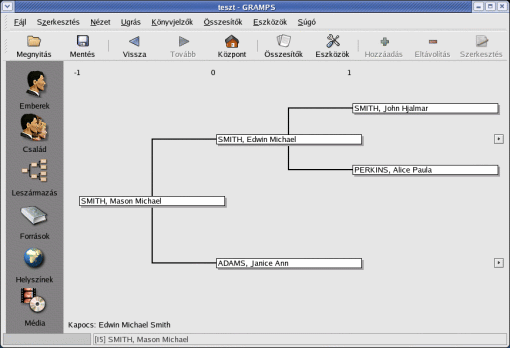 teszt - GRAMPS
Fájl Szerkesztés Nézet Ugrás Könyvjelzők Összesítők Eszközök Súgó
Megnyitás Mentés Vissza Tovább Központ Összesítők Eszközök Hozzáadás Eltávolítás Szerkesztés
-1 0 1
Emberek
Család
Leszármazás
Források
Helyszínek
Média
SMITH, John Hjalmar
SMITH, Edwin Michael
PERKINS, Alice Paula
SMITH, Mason Michael
ADAMS, Janice Ann
Kapocs: Edwin Michael Smith
[I5] SMITH, Mason Michael